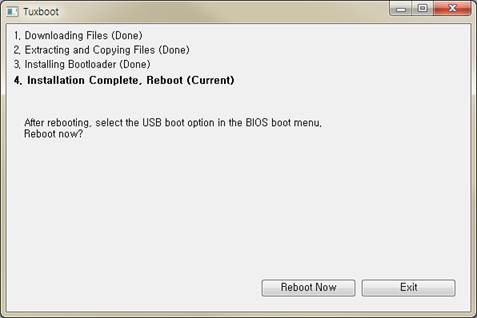 Tuxboot
1. Downloading Files (Done)
2. Extracting and Copying Files (Done)
3. Installing Bootloader (Done)
4. Installation Complete, Reboot (Current)
After rebooting, select the USB boot option in the BIOS boot menu.
Reboot now?
Reboot Now
Exit